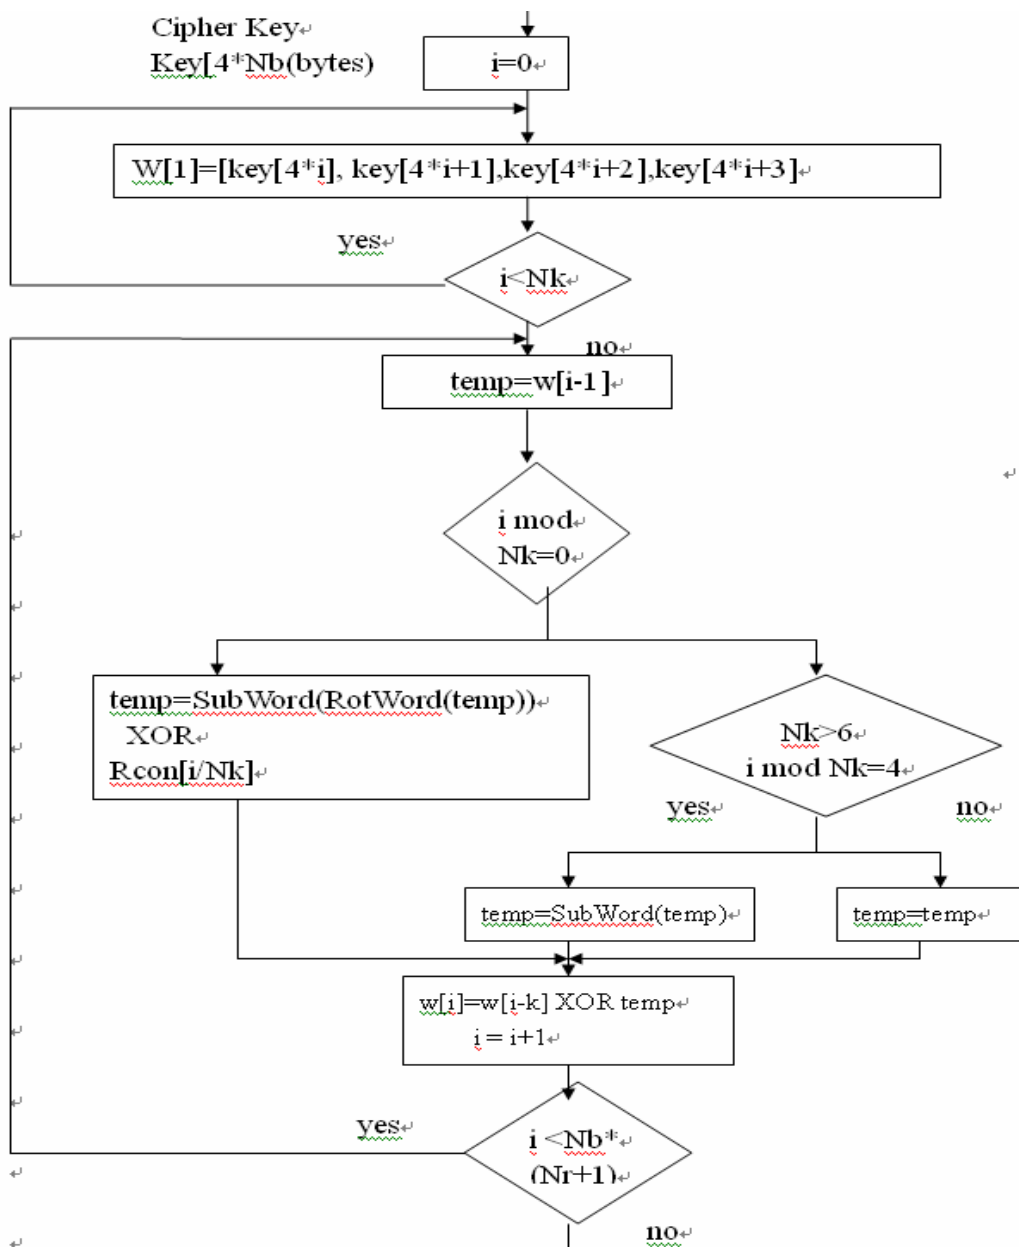 Cipher Key
Key[4*Nb(bytes)
i=0
W[1]=[key[4*i], key[4*i+1],key[4*i+2],key[4*i+3]
yes
i<Nk
no
temp=w[i-1]
i mod
Nk=0
temp=SubWord(RotWord(temp))
XOR
Rcon[i/Nk]
Nk>6
i mod Nk=4
yes
no
temp=SubWord(temp)
temp=temp
w[i]=w[i-k] XOR temp
i = i+1
yes
i <Nb*
(Nr+1)
no